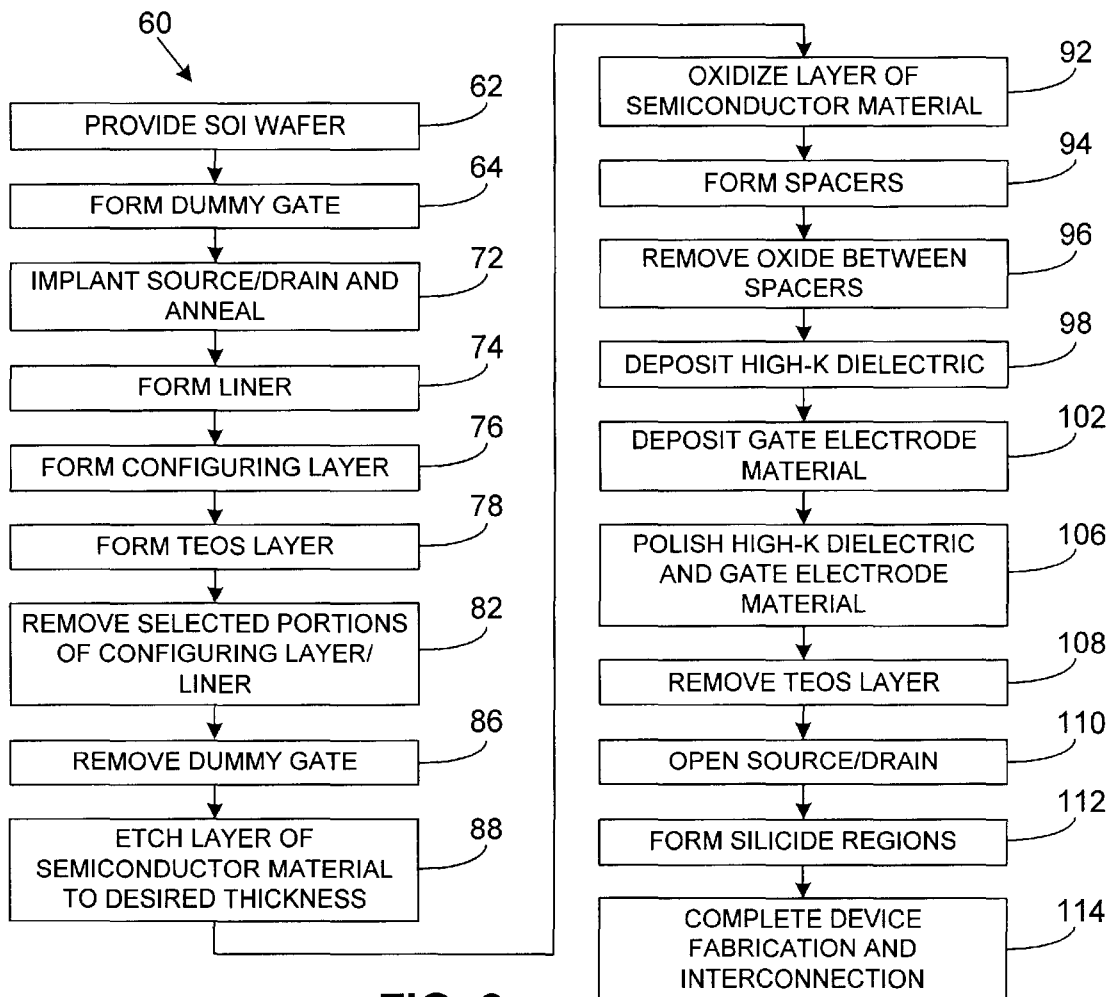 60
62
PROVIDE SOI WAFER
64
FORM DUMMY GATE
72
IMPLANT SOURCE/DRAIN AND
ANNEAL
74
FORM LINER
76
FORM CONFIGURING LAYER
78
FORM TEOS LAYER
82
REMOVE SELECTED PORTIONS
OF CONFIGURING LAYER/
LINER
86
REMOVE DUMMY GATE
88
ETCH LAYER OF
SEMICONDUCTOR MATERIAL
TO DESIRED THICKNESS
92
OXIDIZE LAYER OF
SEMICONDUCTOR MATERIAL
94
FORM SPACERS
96
REMOVE OXIDE BETWEEN
SPACERS
98
DEPOSIT HIGH-K DIELECTRIC
102
DEPOSIT GATE ELECTRODE
MATERIAL
106
POLISH HIGH-K DIELECTRIC
AND GATE ELECTRODE
MATERIAL
108
REMOVE TEOS LAYER
110
OPEN SOURCE/DRAIN
112
FORM SILICIDE REGIONS
114
COMPLETE DEVICE
FABRICATION AND
INTERCONNECTION